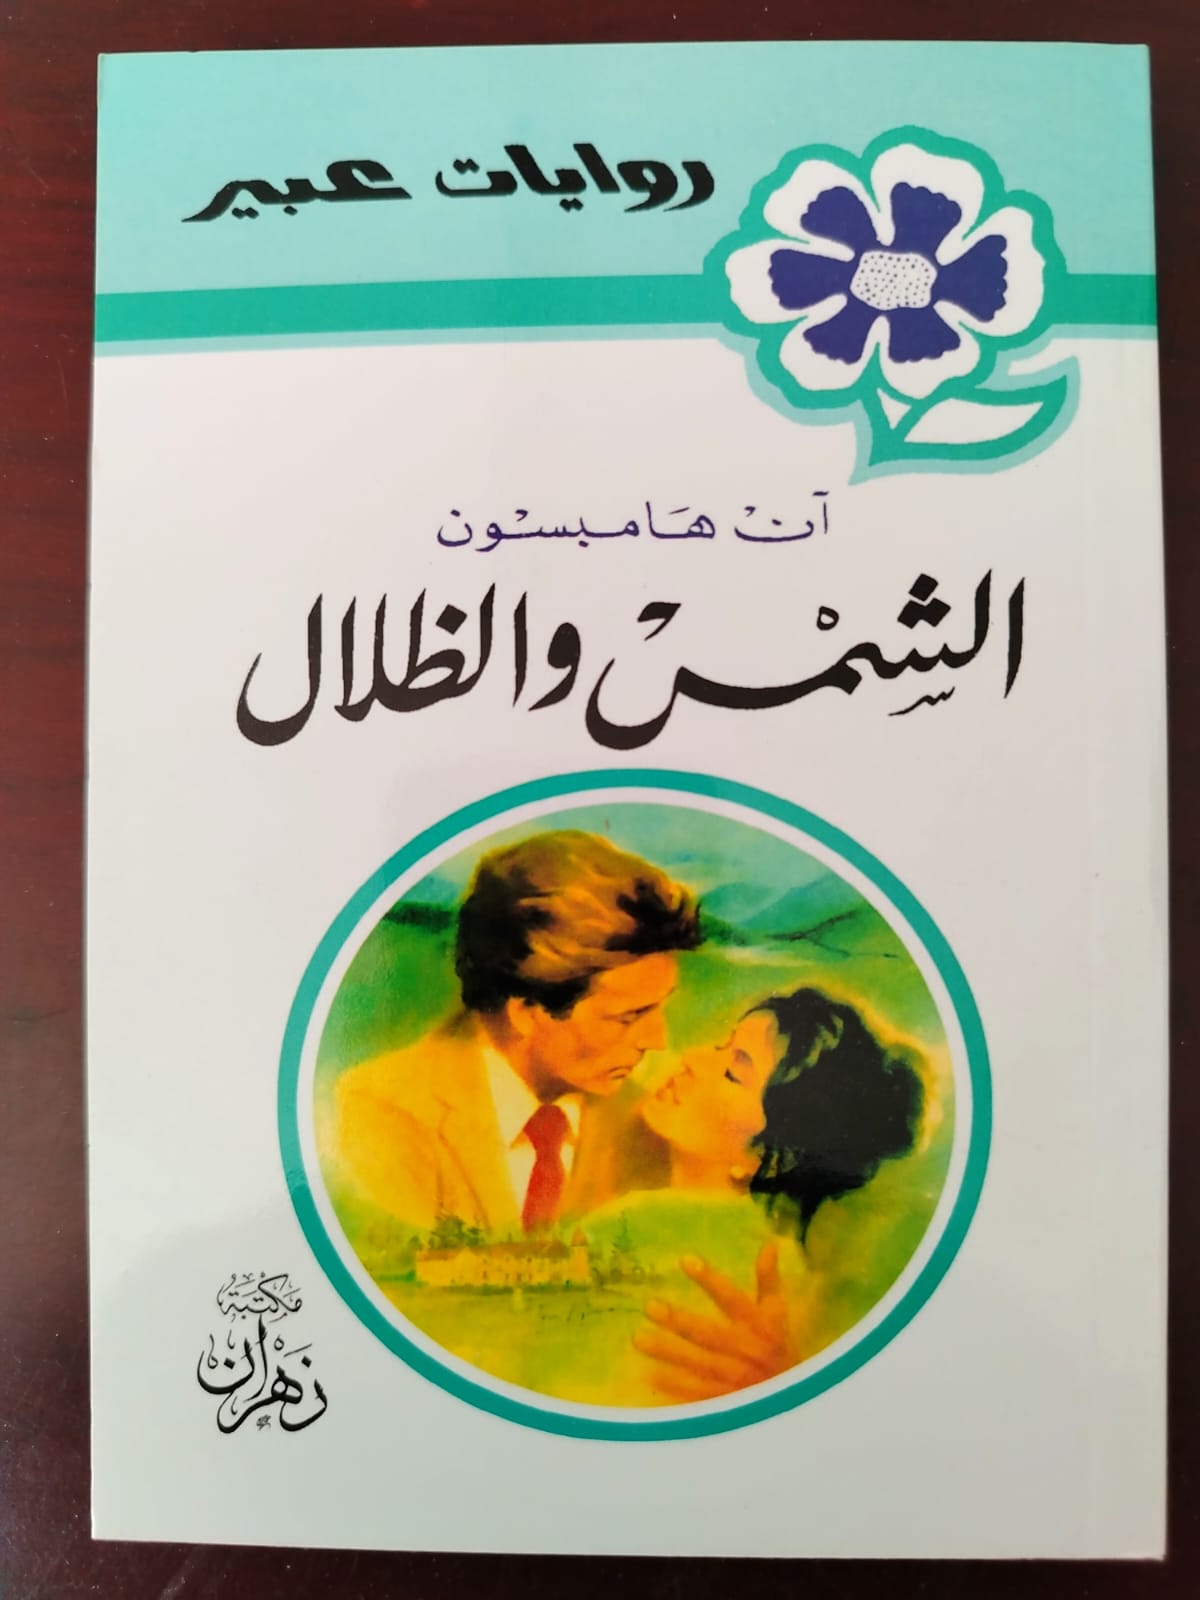 روايات عبير
آن هامبسون
الشمس والظلال
مكتبة
زهران